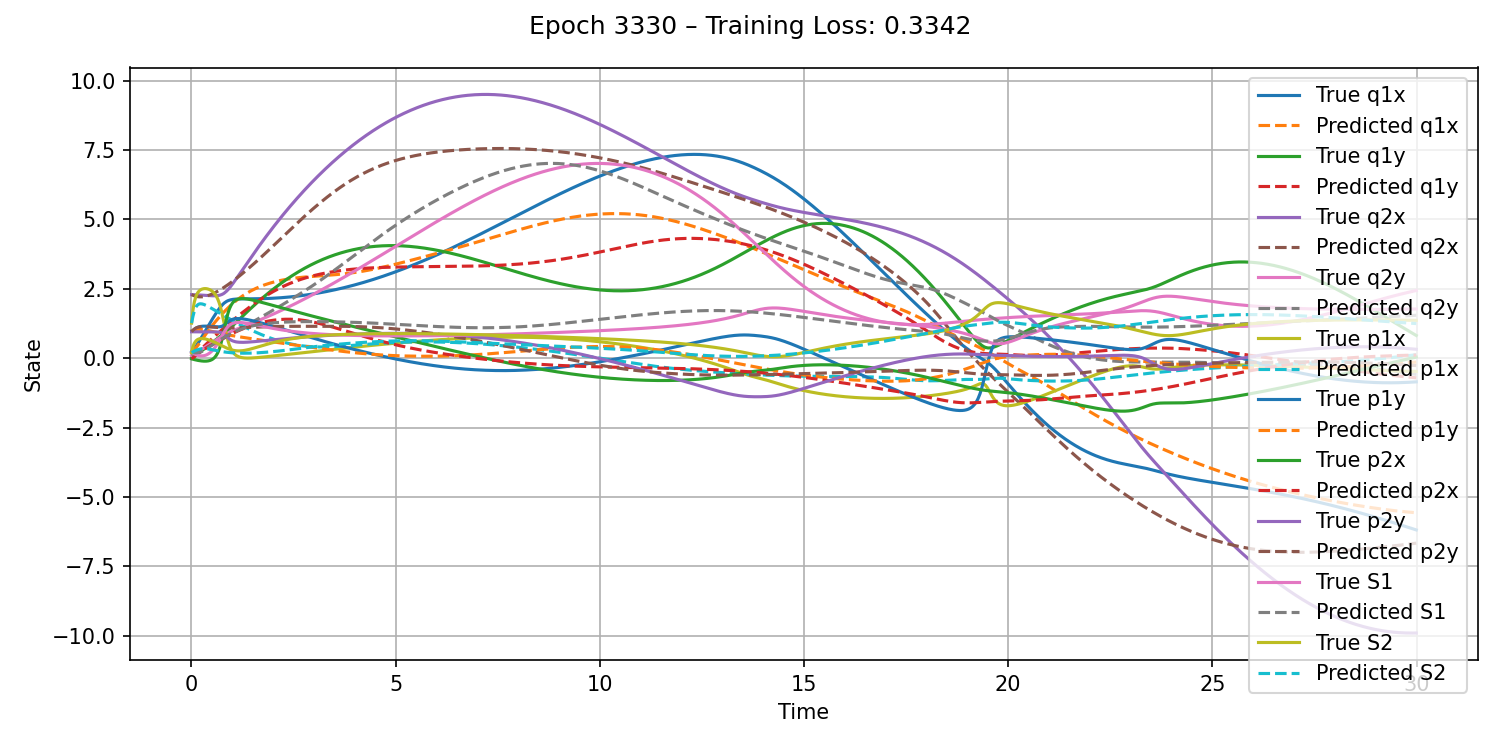 Epoch 3330 – Training Loss: 0.3342
10.0
7.5
5.0
2.5
0.0
−2.5
−5.0
−7.5
−10.0
State
0
5
10
15
20
25
30
Time
True q1x
Predicted q1x
True q1y
Predicted q1y
True q2x
Predicted q2x
True q2y
Predicted q2y
True p1x
Predicted p1x
True p1y
Predicted p1y
True p2x
Predicted p2x
True p2y
Predicted p2y
True S1
Predicted S1
True S2
Predicted S2